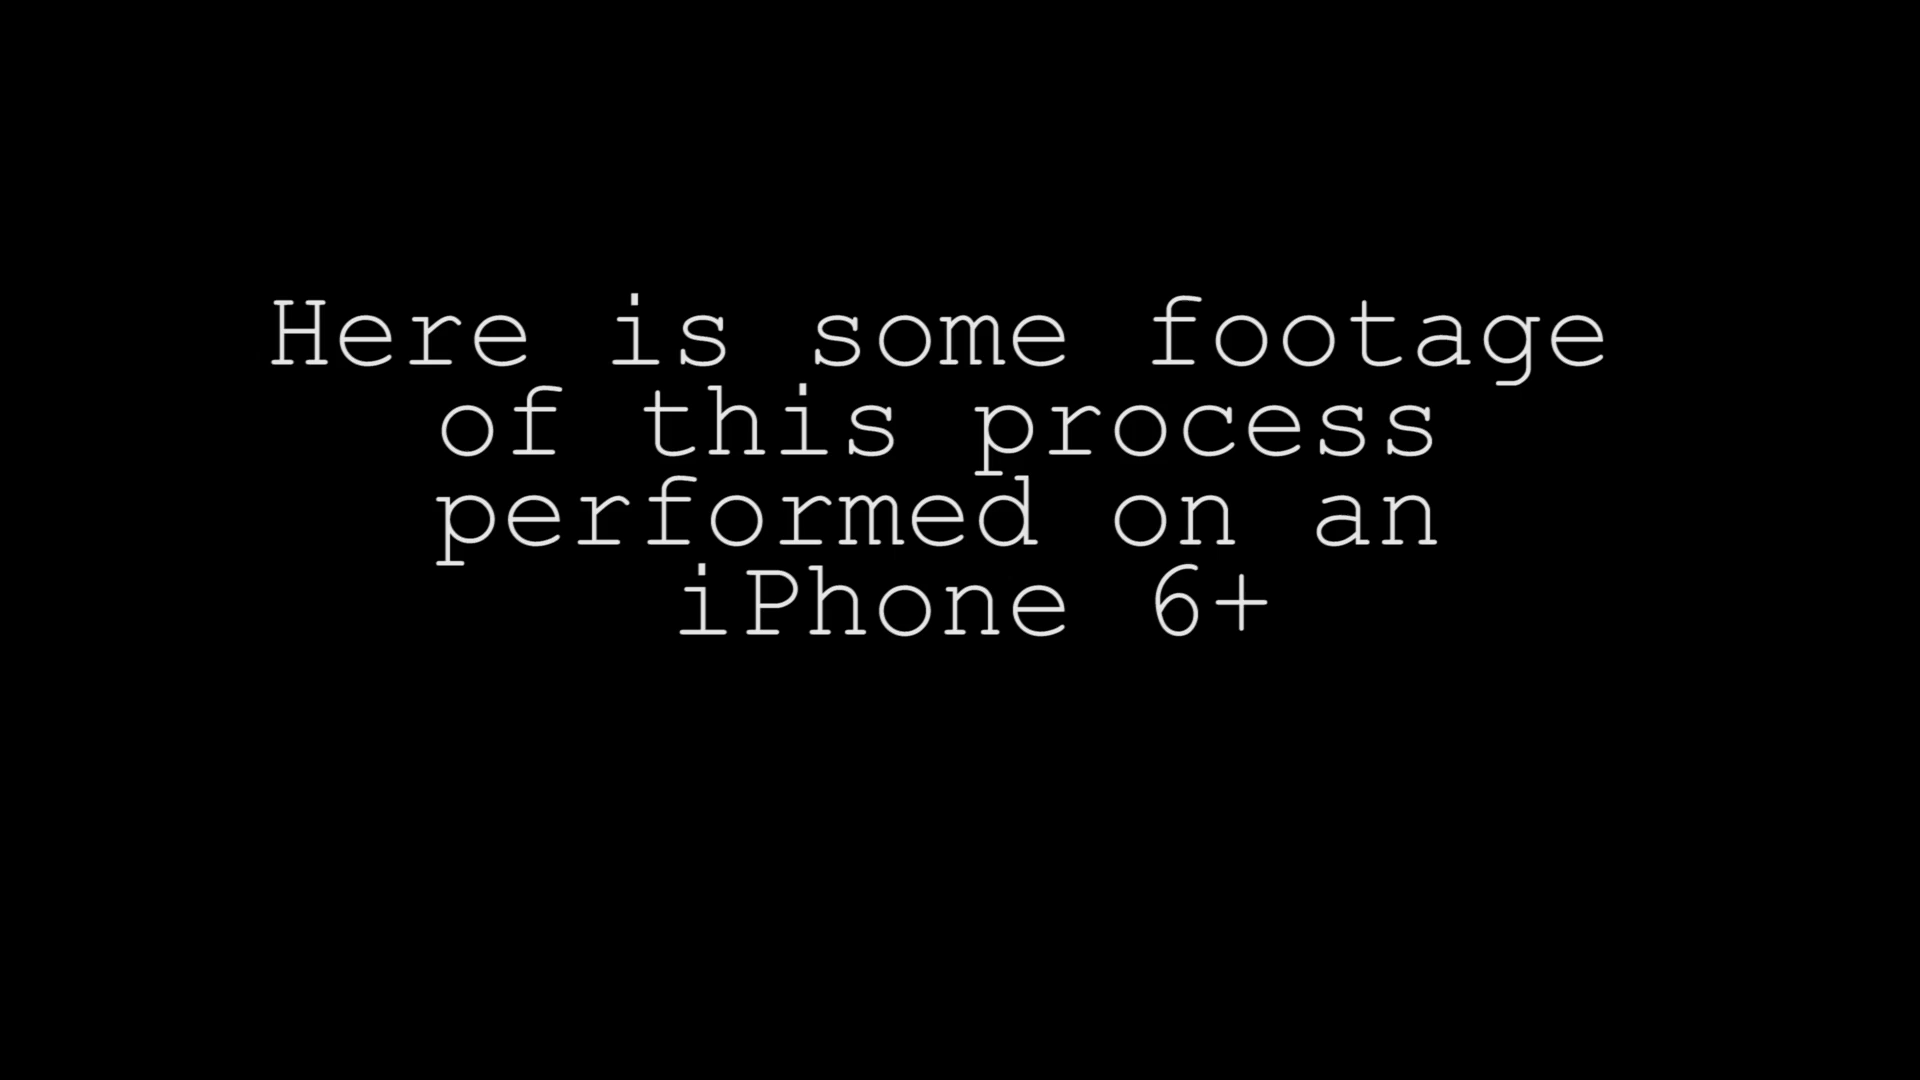 Here is some footage
of this process
performed on an
iPhone 6+